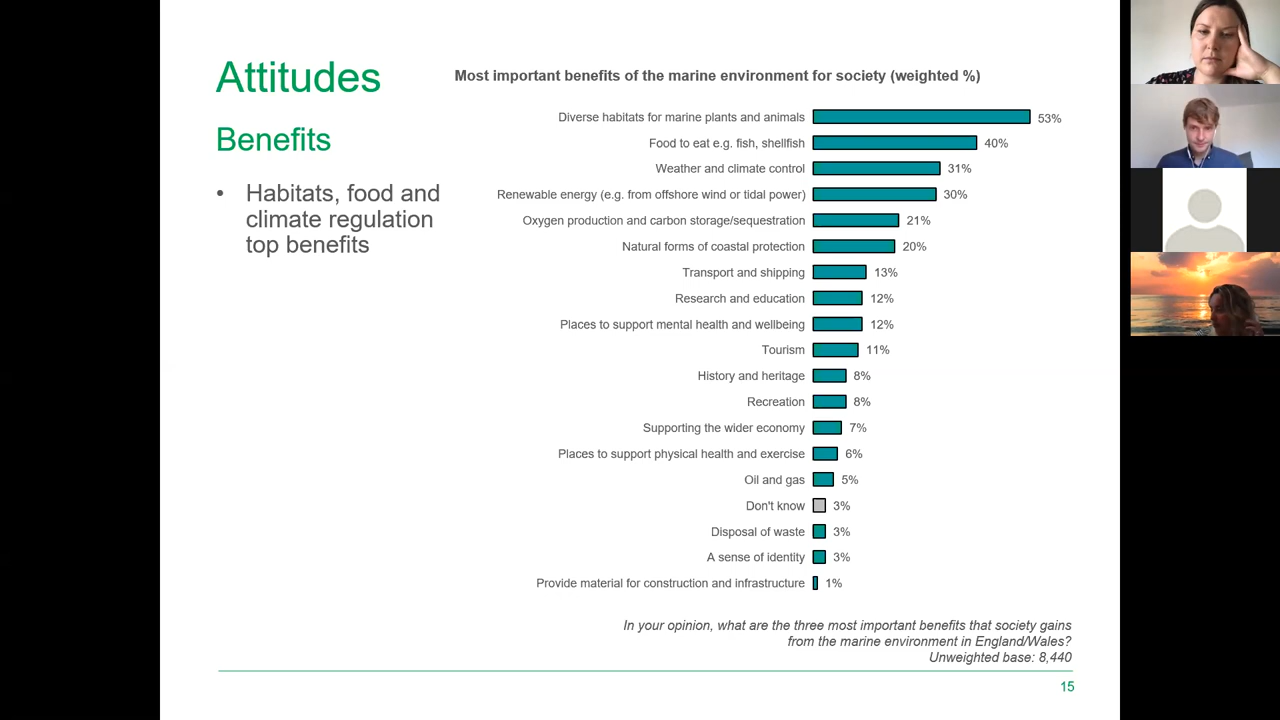 Attitudes
Benefits
• Habitats, food and
climate regulation
top benefits
Most important benefits of the marine environment for society (weighted %)
Diverse habitats for marine plants and animals 53%
Food to eat e.g. fish, shellfish 40%
Weather and climate control 31%
Renewable energy (e.g. from offshore wind or tidal power) 30%
Oxygen production and carbon storage/sequestration 21%
Natural forms of coastal protection 20%
Transport and shipping 13%
Research and education 12%
Places to support mental health and wellbeing 12%
Tourism 11%
History and heritage 8%
Recreation 8%
Supporting the wider economy 7%
Places to support physical health and exercise 6%
Oil and gas 5%
Don't know 3%
Disposal of waste 3%
A sense of identity 3%
Provide material for construction and infrastructure 1%
In your opinion, what are the three most important benefits that society gains
from the marine environment in England/Wales?
Unweighted base: 8,440
15